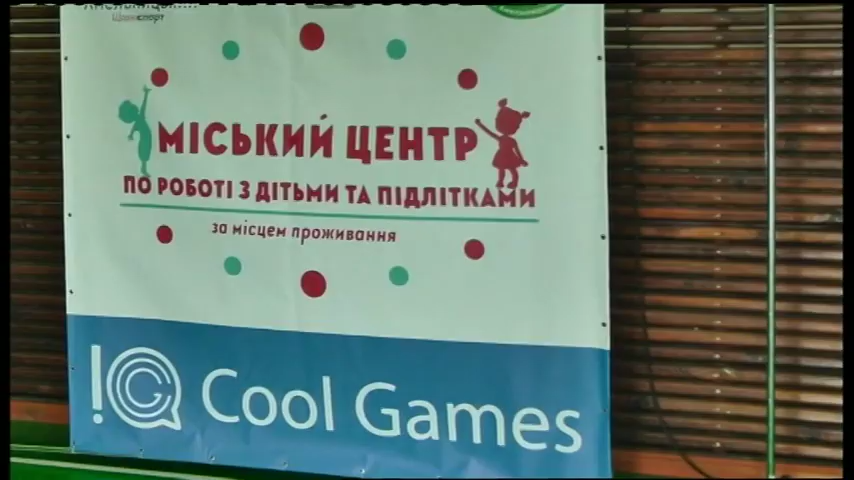 МІСЬКИЙ ЦЕНТР
ПО РОБОТІ З ДІТЬМИ ТА ПІДЛІТКАМИ
за місцем проживання
Cool Games